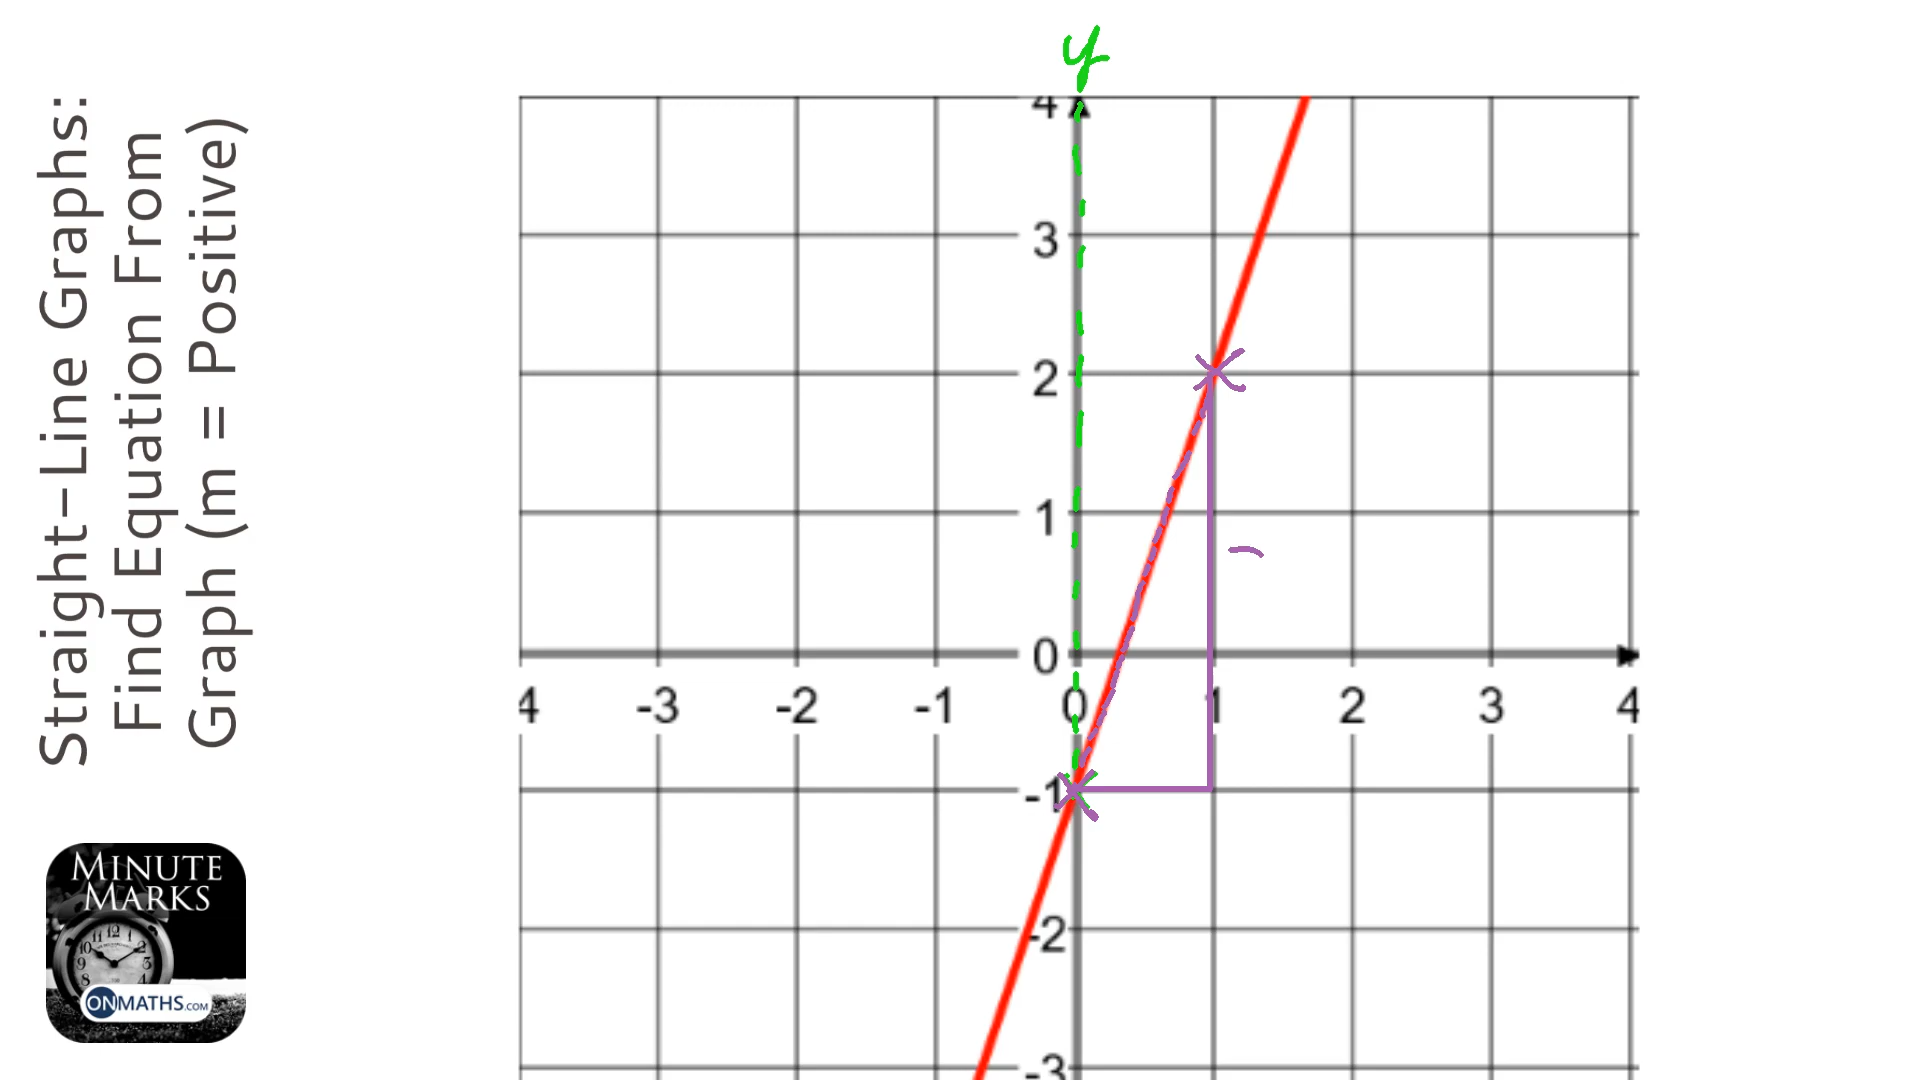 Straight-Line Graphs:
Find Equation From
Graph (m = Positive)
y
4
3
2
1
0
4 -3 -2 -1 0 1 2 3 4
-1
-2
-3
MINUTE
MARKS
ONMATHS.COM